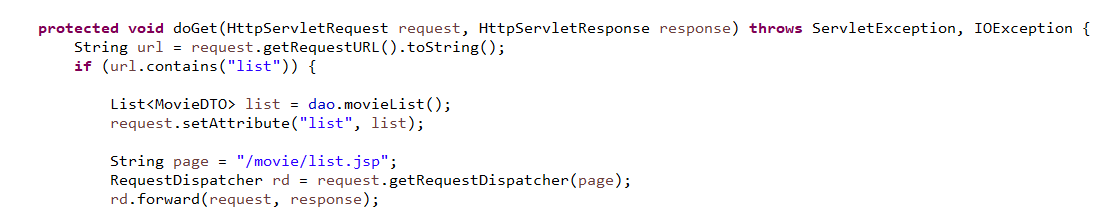 protected void doGet(HttpServletRequest request, HttpServletResponse response) throws ServletException, IOException {
String url = request.getRequestURL().toString();
if (url.contains("list")) {
List<MovieDTO> list = dao.movieList();
request.setAttribute("list", list);
String page = "/movie/list.jsp";
RequestDispatcher rd = request.getRequestDispatcher(page);
rd.forward(request, response);